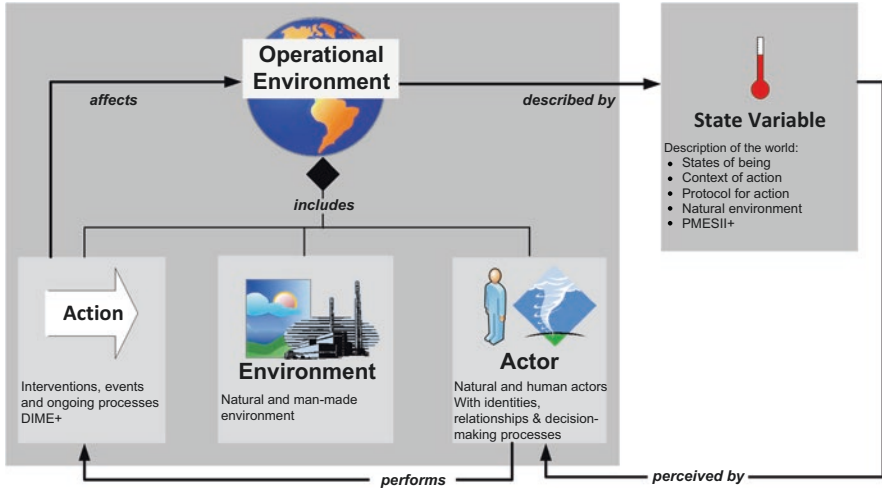 Operational
Environment
affects
described by
includes
State Variable
Description of the world:
• States of being
• Context of action
• Protocol for action
• Natural environment
• PMESII+
Action
Interventions, events
and ongoing processes
DIME+
Environment
Natural and man-made
environment
Actor
Natural and human actors
With identities,
relationships & decision-
making processes
performs
perceived by